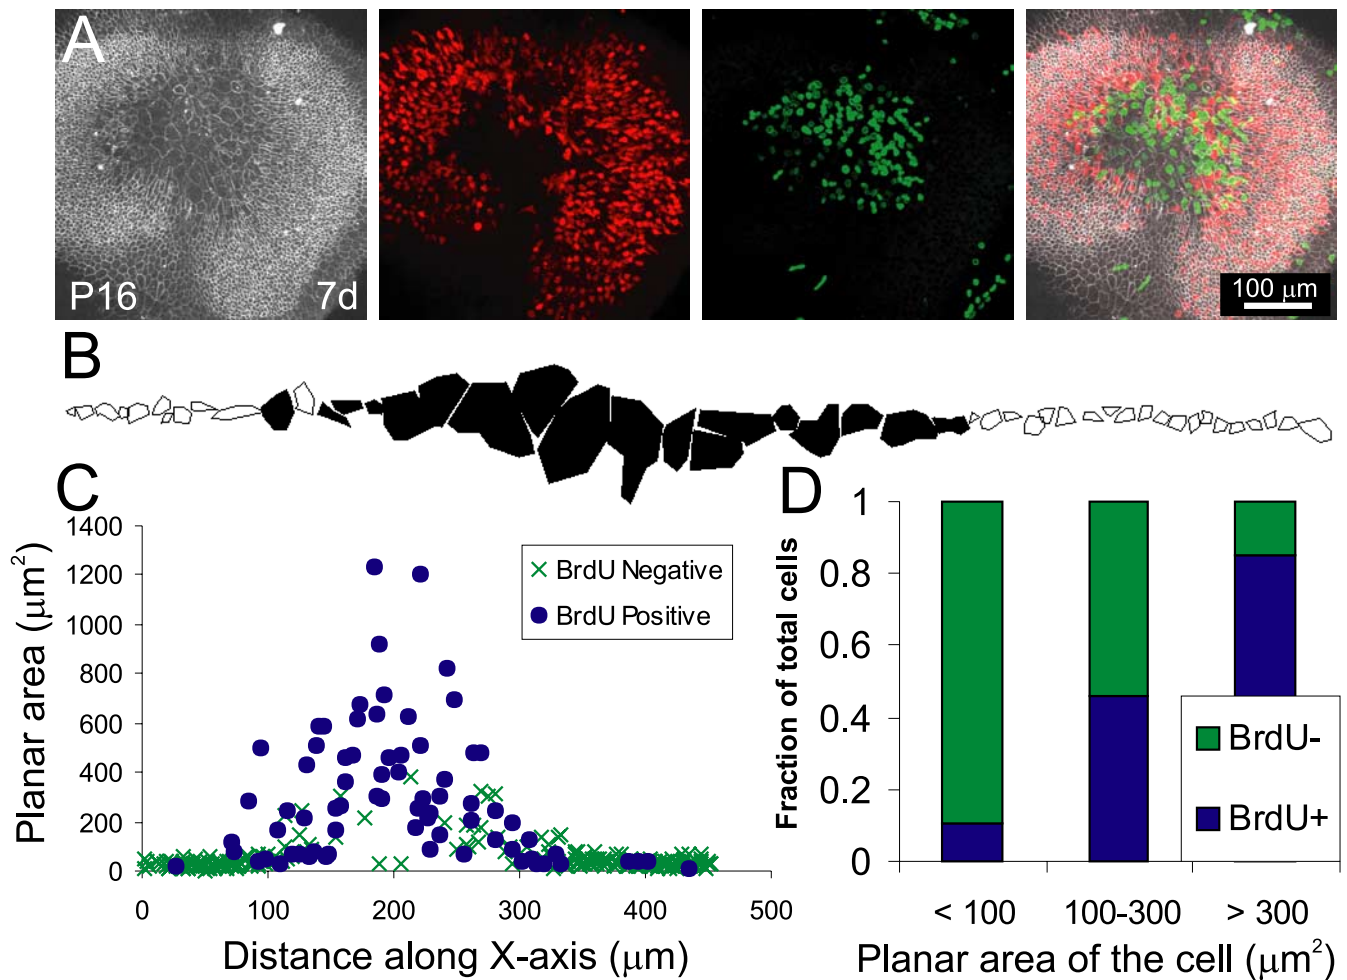 A
P16
7d
100 μm
B
C
Planar area (μm²)
1400
1200
1000
800
600
400
200
0
0
100
200
300
400
500
Distance along X-axis (μm)
BrdU Negative
BrdU Positive
D
Fraction of total cells
1
0.8
0.6
0.4
0.2
0
< 100
100-300
> 300
Planar area of the cell (μm²)
BrdU-
BrdU+